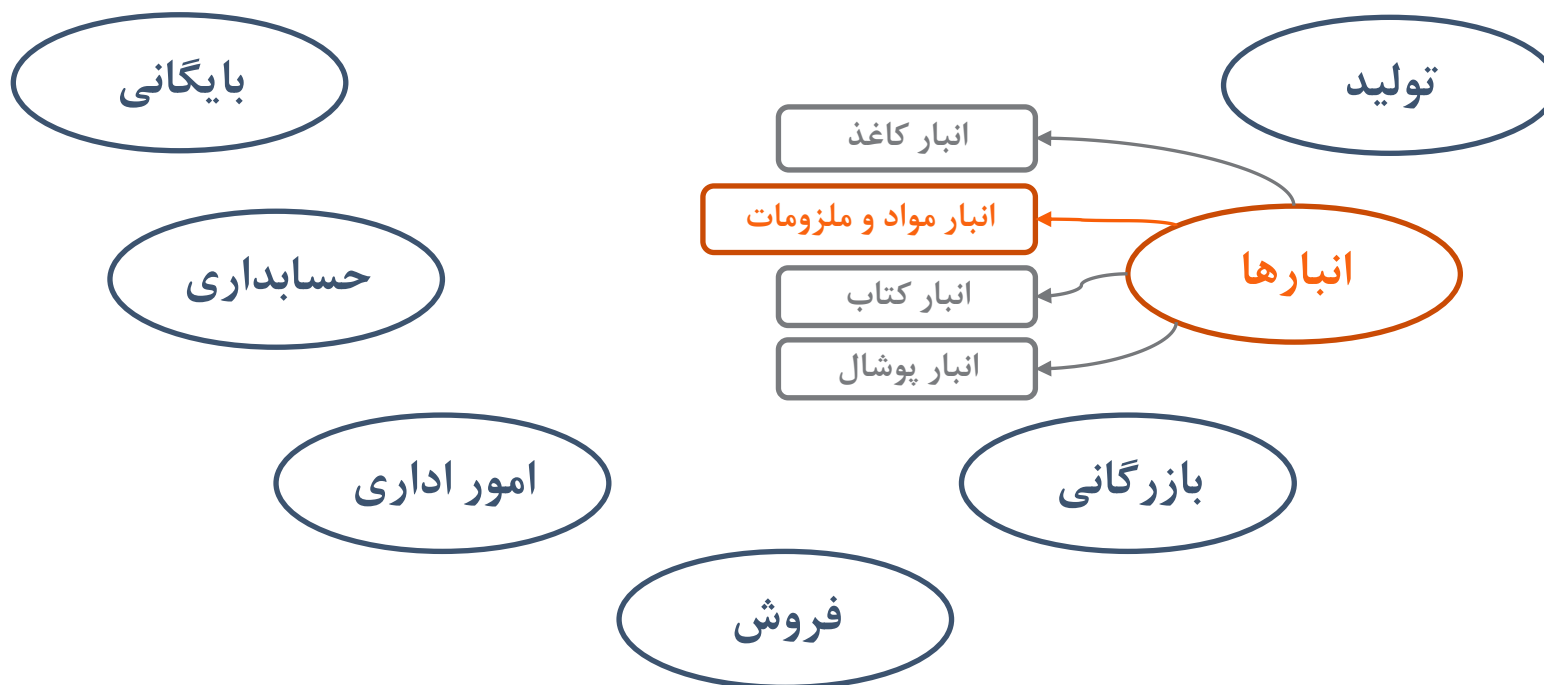 تولید
بایگانی
انبار کاغذ
انبار مواد و ملزومات
انبارها
حسابداری
انبار کتاب
انبار پوشال
بازرگانی
امور اداری
فروش